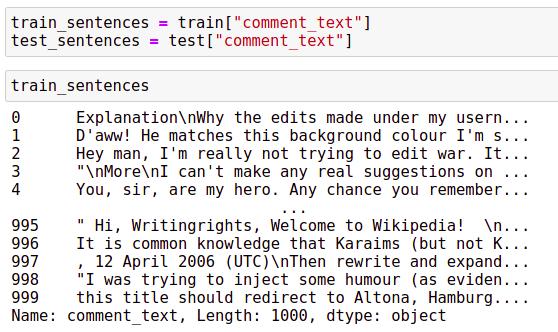 train_sentences = train["comment_text"]
test_sentences = test["comment_text"]
train_sentences
0 Explanation\nWhy the edits made under my usern...
1 D'aww! He matches this background colour I'm s...
2 Hey man, I'm really not trying to edit war. It...
3 "\nMore\nI can't make any real suggestions on ...
4 You, sir, are my hero. Any chance you remember...
...
995 " Hi, Writingrights, Welcome to Wikipedia!  \n...
996 It is common knowledge that Karaims (but not K...
997 , 12 April 2006 (UTC)\nThen rewrite and expand...
998 "I was trying to inject some humour (as eviden...
999 this title should redirect to Altona, Hamburg....
Name: comment_text, Length: 1000, dtype: object